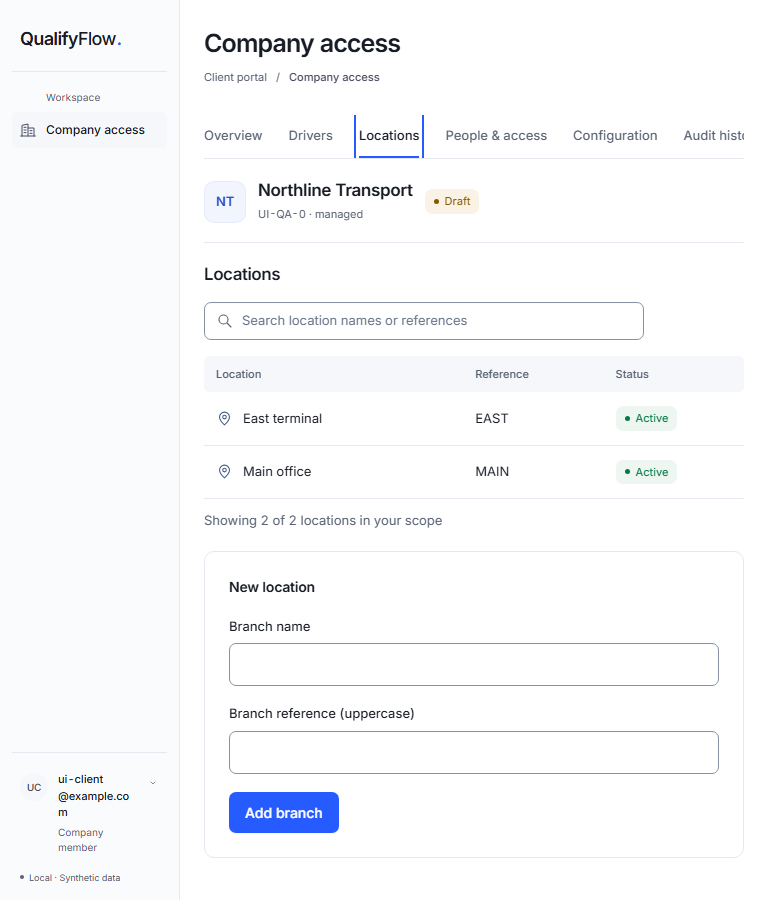 QualifyFlow.
Workspace
Company access
Company access
Client portal / Company access
Overview Drivers Locations People & access Configuration Audit histo
NT
Northline Transport
UI-QA-0 · managed
Draft
Locations
Search location names or references
Location Reference Status
East terminal EAST Active
Main office MAIN Active
Showing 2 of 2 locations in your scope
New location
Branch name
Branch reference (uppercase)
Add branch
UC
ui-client
@example.co
m
Company
member
Local · Synthetic data